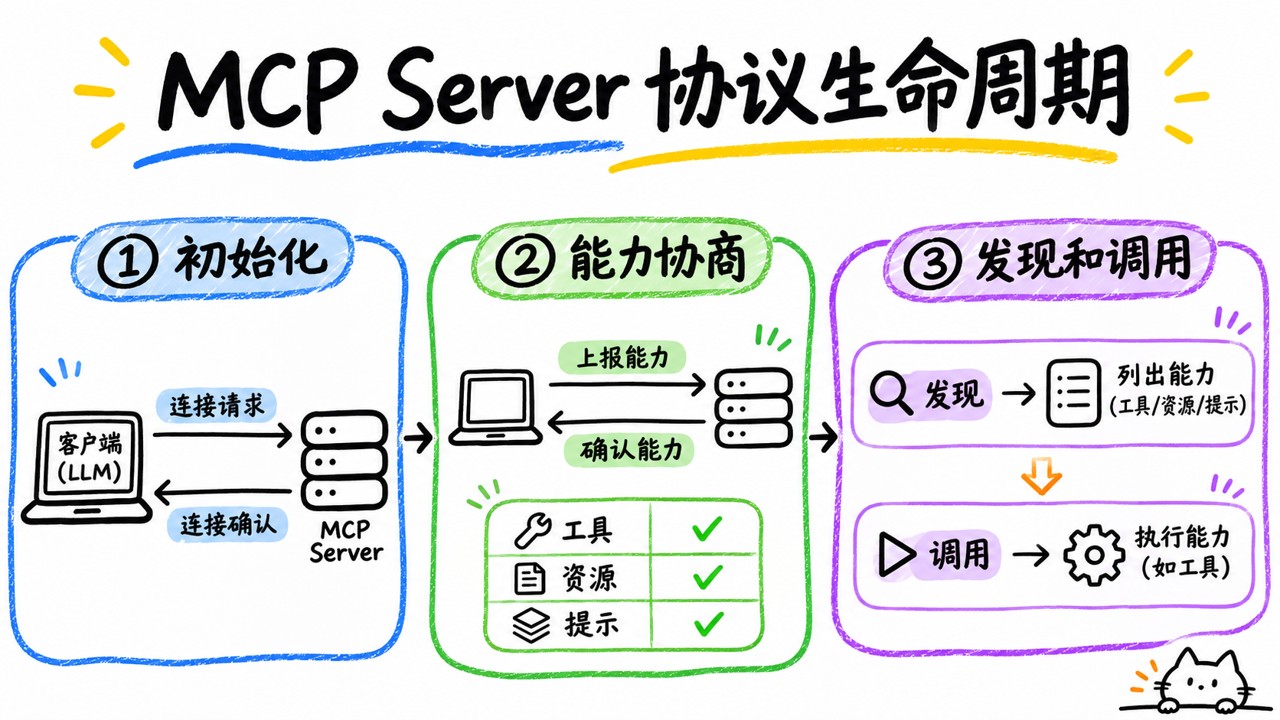 MCP Server 协议生命周期
① 初始化
连接请求
客户端
(LLM)
连接确认
MCP
Server
② 能力协商
上报能力
确认能力
工具
资源
提示
③ 发现和调用
发现
列出能力
(工具/资源/提示)
调用
执行能力
(如工具)